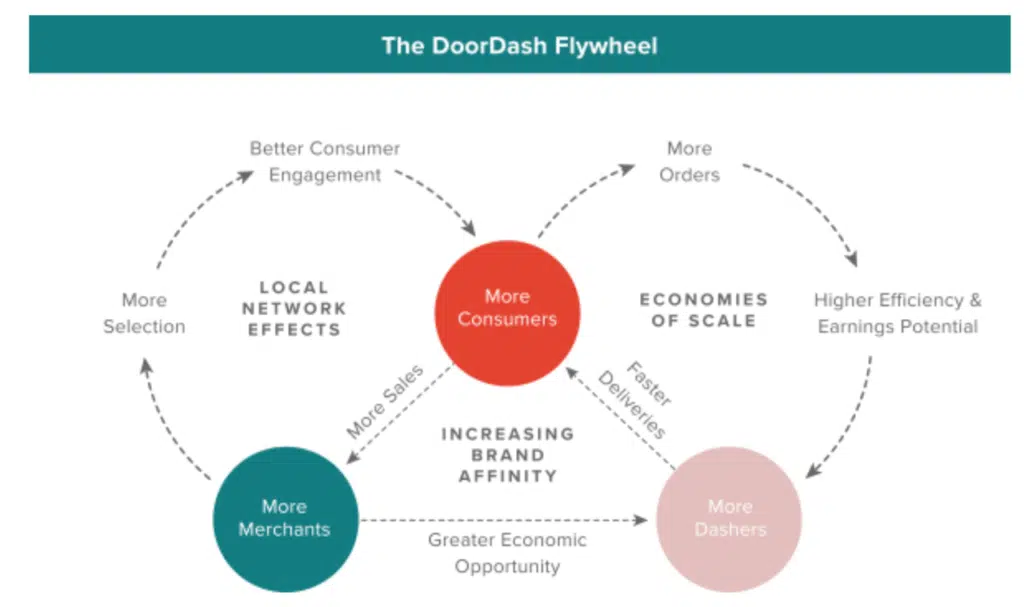 The DoorDash Flywheel
Better Consumer
Engagement
More
Orders
More
Selection
LOCAL
NETWORK
EFFECTS
More
Consumers
ECONOMIES
OF SCALE
Higher Efficiency &
Earnings Potential
More Sales
Faster
Deliveries
INCREASING
BRAND
AFFINITY
More
Merchants
More
Dashers
Greater Economic
Opportunity